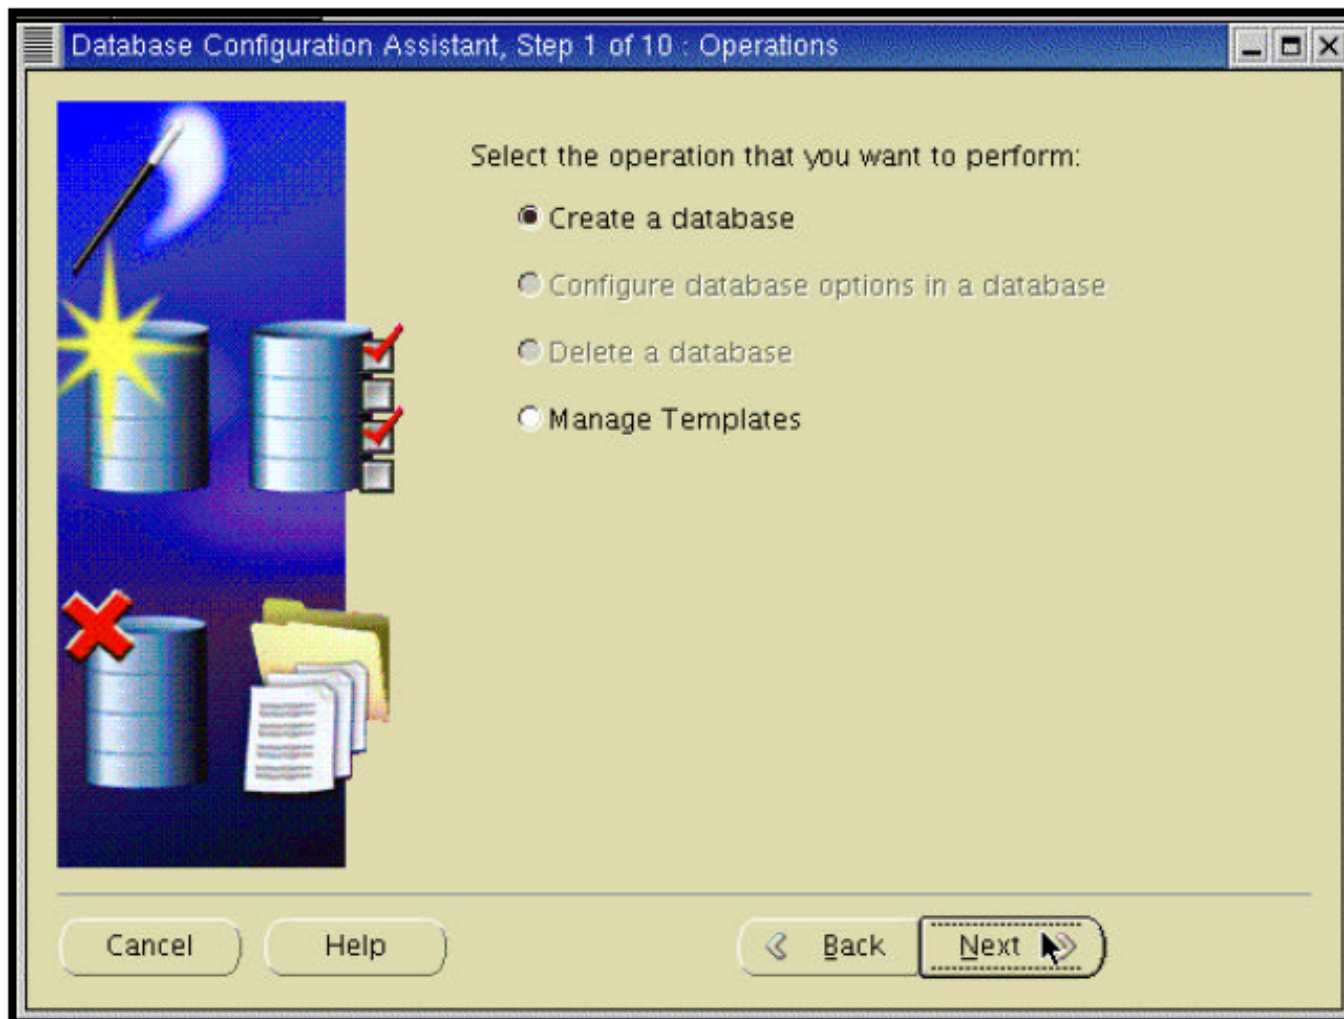 Database Configuration Assistant, Step 1 of 10 : Operations
Select the operation that you want to perform:
Create a database
Configure database options in a database
Delete a database
Manage Templates
Cancel
Help
Back
Next